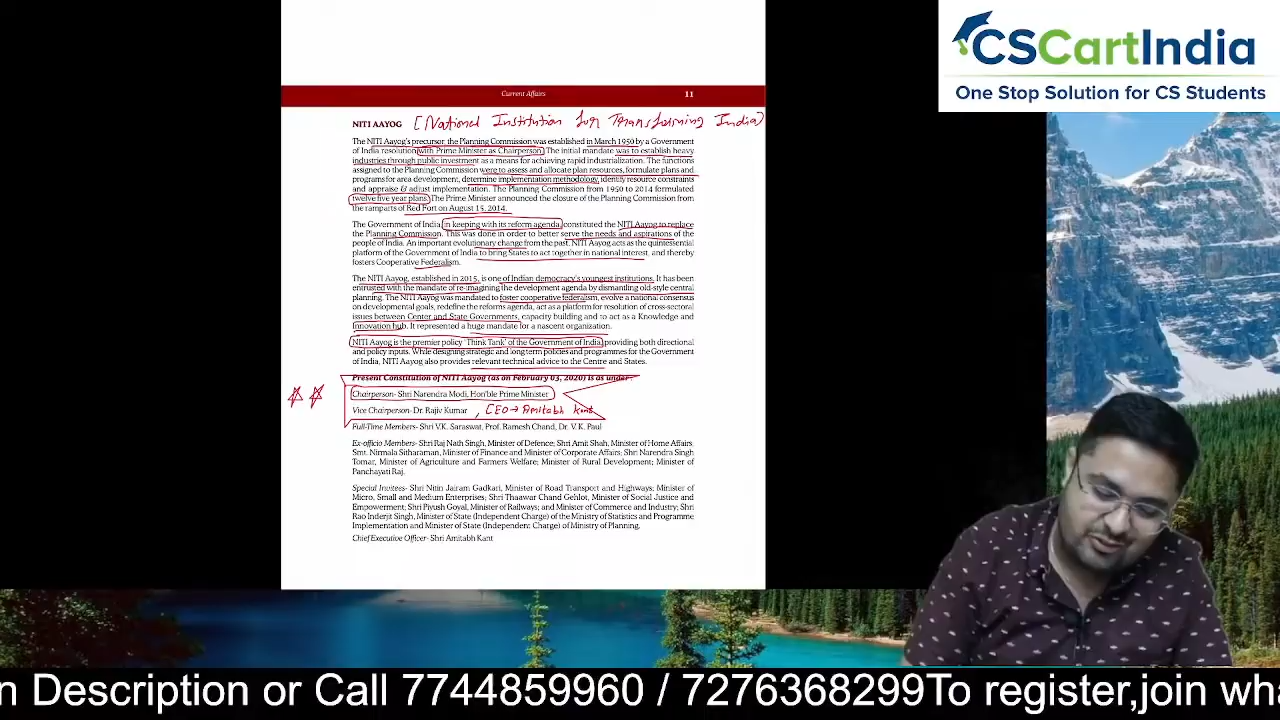 CSCartIndia
One Stop Solution for CS Students
Current Affairs 11
NITI AAYOG [National Institution for Transforming India]
The NITI Aayog's precursor, the Planning Commission was established in March 1950 by a Government
of India resolution with Prime Minister as Chairperson. The initial mandate was to establish heavy
industries through public investment as a means for achieving rapid industrialization. The functions
assigned to the Planning Commission were to assess and allocate plan resources, formulate plans and
programs for area development, determine implementation methodology, identify resource constraints
and appraise & adjust implementation. The Planning Commission from 1950 to 2014 formulated
twelve five year plans. The Prime Minister announced the closure of the Planning Commission from
the ramparts of Red Fort on August 15, 2014.
The Government of India, in keeping with its reform agenda, constituted the NITI Aayog to replace
the Planning Commission. This was done in order to better serve the needs and aspirations of the
people of India. An important evolutionary change from the past, NITI Aayog acts as the quintessential
platform of the Government of India to bring States to act together in national interest, and thereby
fosters Cooperative Federalism.
The NITI Aayog, established in 2015, is one of Indian democracy's youngest institutions. It has been
entrusted with the mandate of re-imagining the development agenda by dismantling old-style central
planning. The NITI Aayog was mandated to foster cooperative federalism, evolve a national consensus
on developmental goals, redefine the reforms agenda, act as a platform for resolution of cross-sectoral
issues between Center and State Governments, capacity building and to act as a Knowledge and
Innovation hub. It represented a huge mandate for a nascent organization.
NITI Aayog is the premier policy 'Think Tank' of the Government of India, providing both directional
and policy inputs. While designing strategic and long term policies and programmes for the Government
of India, NITI Aayog also provides relevant technical advice to the Centre and States.
Present Constitution of NITI Aayog (as on February 03, 2020) is as under:
Chairperson- Shri Narendra Modi, Hon'ble Prime Minister
Vice Chairperson- Dr. Rajiv Kumar , CEO → Amitabh Kant
Full-Time Members- Shri V.K. Saraswat, Prof. Ramesh Chand, Dr. V.K. Paul
Ex-officio Members- Shri Raj Nath Singh, Minister of Defence; Shri Amit Shah, Minister of Home Affairs,
Smt. Nirmala Sitharaman, Minister of Finance and Minister of Corporate Affairs; Shri Narendra Singh
Tomar, Minister of Agriculture and Farmers Welfare; Minister of Rural Development; Minister of
Panchayati Raj.
Special Invitees- Shri Nitin Jairam Gadkari, Minister of Road Transport and Highways; Minister of
Micro, Small and Medium Enterprises; Shri Thaawar Chand Gehlot, Minister of Social Justice and
Empowerment; Shri Piyush Goyal, Minister of Railways; and Minister of Commerce and Industry; Shri
Rao Inderjit Singh, Minister of State (Independent Charge) of the Ministry of Statistics and Programme
Implementation and Minister of State (Independent Charge) of Ministry of Planning.
Chief Executive Officer- Shri Amitabh Kant
n Description or Call 7744859960 / 7276368299To register,join wha